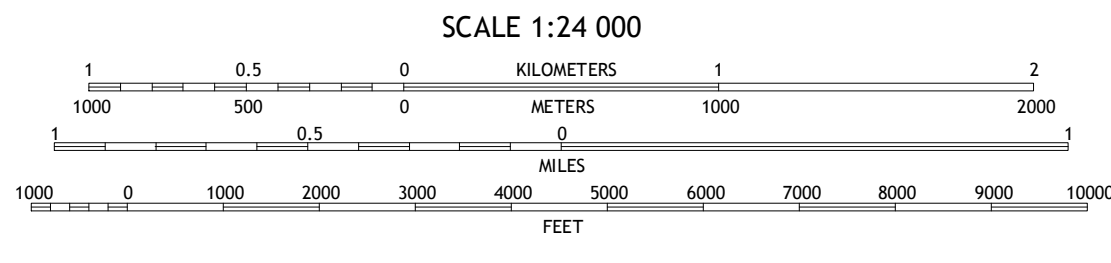 SCALE 1:24 000
1 0.5 0 KILOMETERS 1 2
1000 500 0 METERS 1000 2000
1 0.5 0 1
MILES
1000 0 1000 2000 3000 4000 5000 6000 7000 8000 9000 10000
FEET